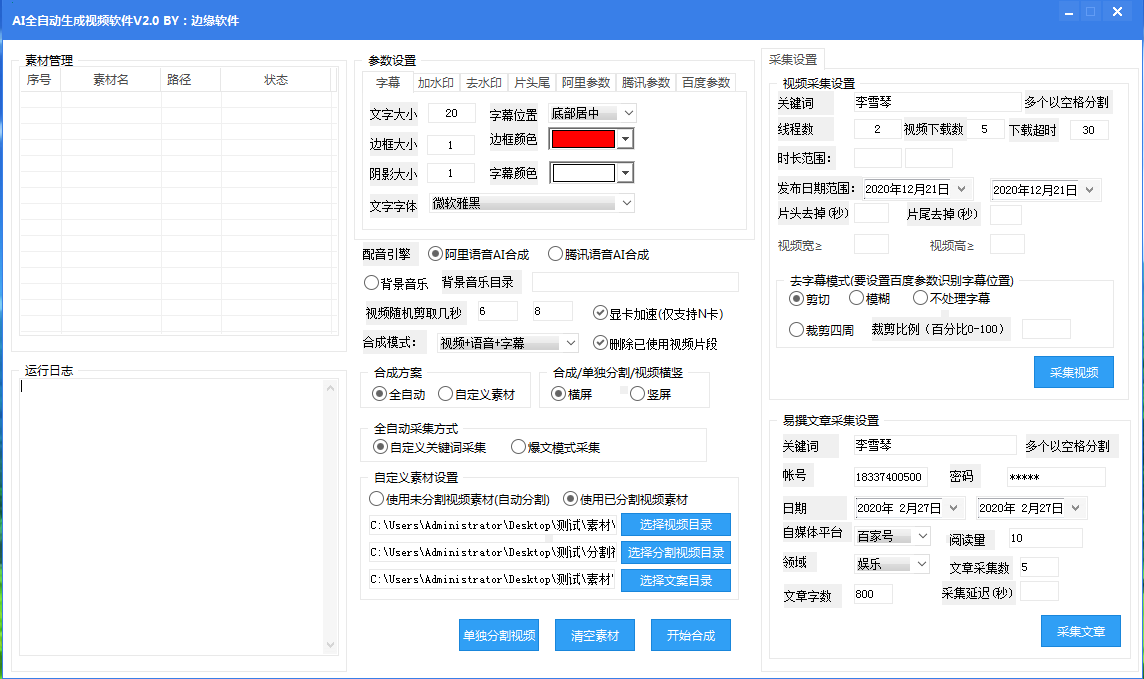 AI全自动生成视频软件V2.0 BY：边缘软件
素材管理
序号 素材名 路径 状态
运行日志
参数设置
字幕 加水印 去水印 片头尾 阿里参数 腾讯参数 百度参数
文字大小 20 字幕位置 底部居中
边框大小 1 边框颜色
阴影大小 1 字幕颜色
文字字体 微软雅黑
配音引擎 阿里语音AI合成 腾讯语音AI合成
背景音乐 背景音乐目录
视频随机剪取几秒 6 8 显卡加速(仅支持N卡)
合成模式： 视频+语音+字幕 删除已使用视频片段
合成方案
全自动 自定义素材
合成/单独分割/视频横竖
横屏 竖屏
全自动采集方式
自定义关键词采集 爆文模式采集
自定义素材设置
使用未分割视频素材(自动分割) 使用已分割视频素材
C:\Users\Administrator\Desktop\测试\素材\ 选择视频目录
C:\Users\Administrator\Desktop\测试\分割 选择分割视频目录
C:\Users\Administrator\Desktop\测试\素材 选择文案目录
单独分割视频 清空素材 开始合成
采集设置
视频采集设置
关键词 李雪琴 多个以空格分割
线程数 2 视频下载数 5 下载超时 30
时长范围：
发布日期范围： 2020年12月21日 2020年12月21日
片头去掉(秒) 片尾去掉(秒)
视频宽≥ 视频高≥
去字幕模式(要设置百度参数识别字幕位置)
剪切 模糊 不处理字幕
裁剪四周 裁剪比例（百分比0-100）
采集视频
易撰文章采集设置
关键词 李雪琴 多个以空格分割
帐号 18337400500 密码 *****
日期 2020年 2月27日 2020年 2月27日
自媒体平台 百家号 阅读量 10
领域 娱乐 文章采集数 5
文章字数 800 采集延迟(秒)
采集文章